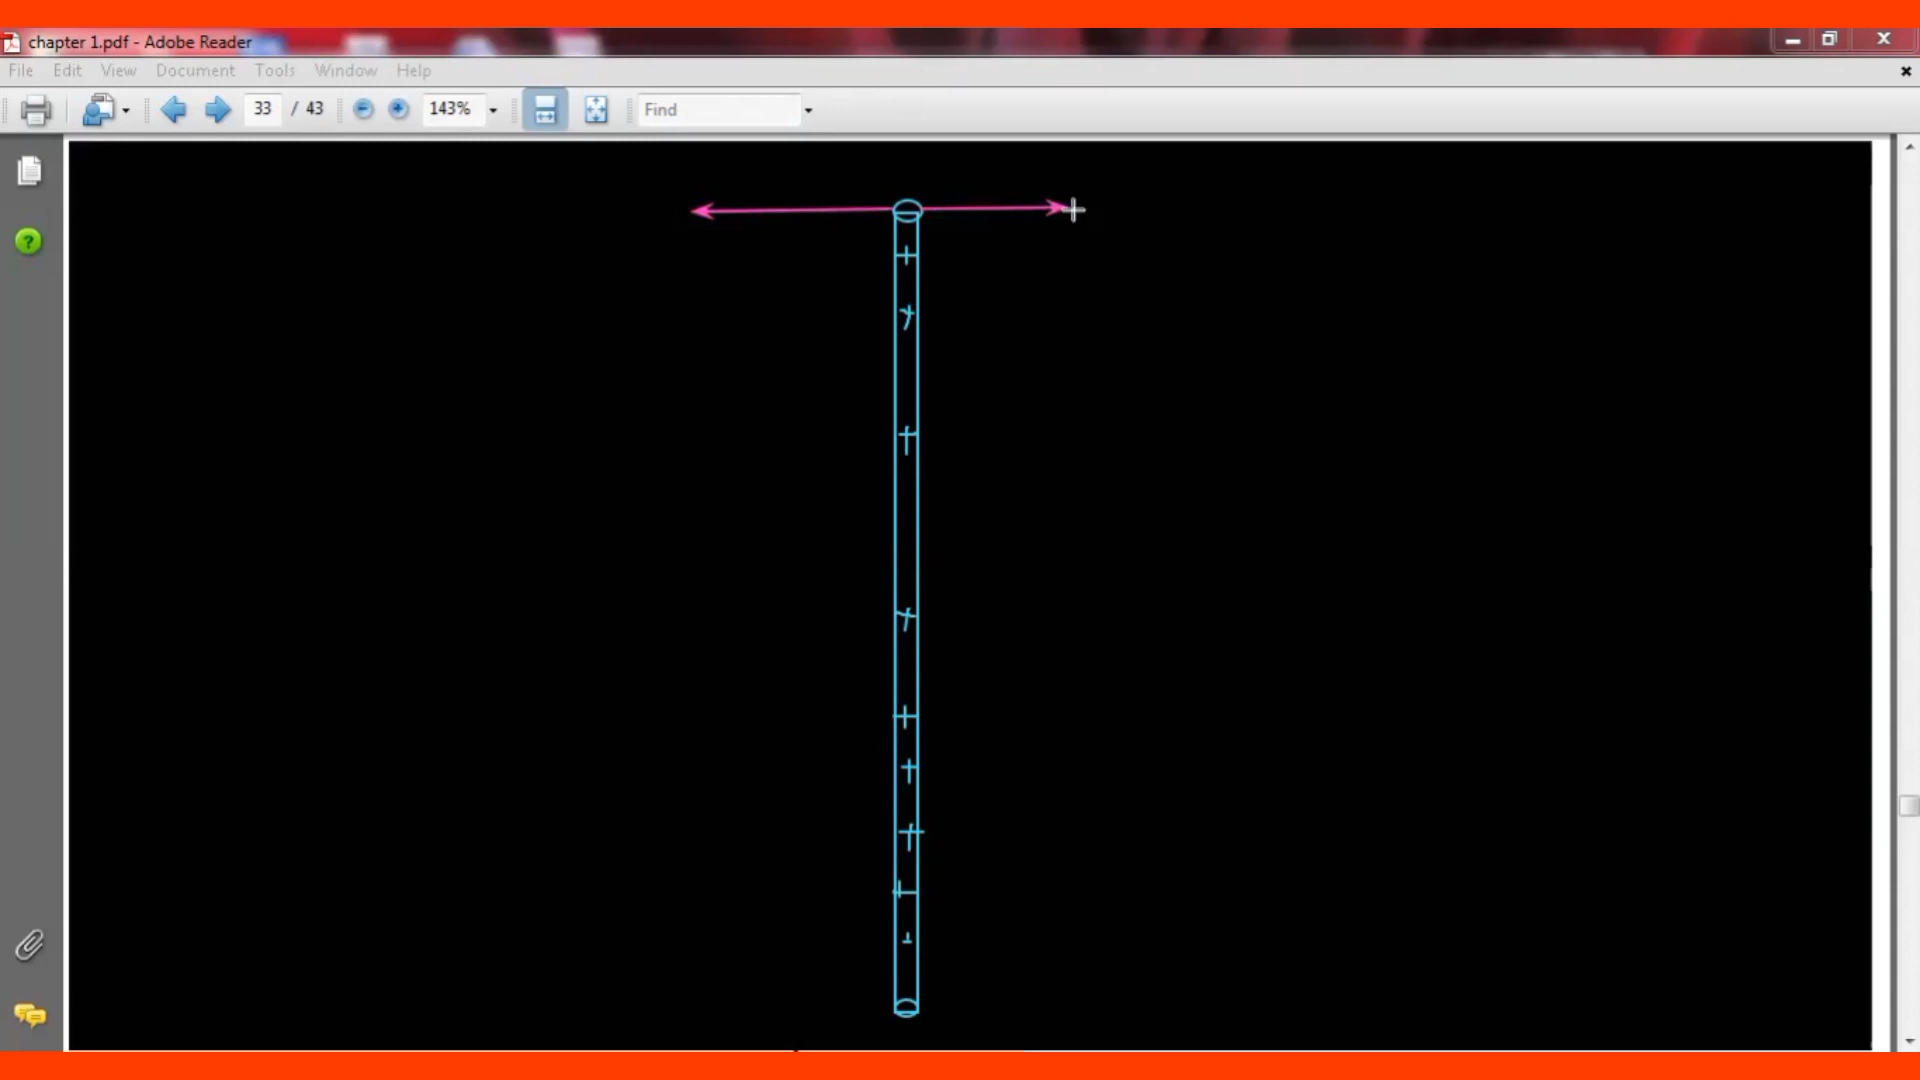 chapter 1.pdf - Adobe Reader
File Edit View Document Tools Window Help
33 / 43 143% Find
+
+
+
+
+
+
+
+